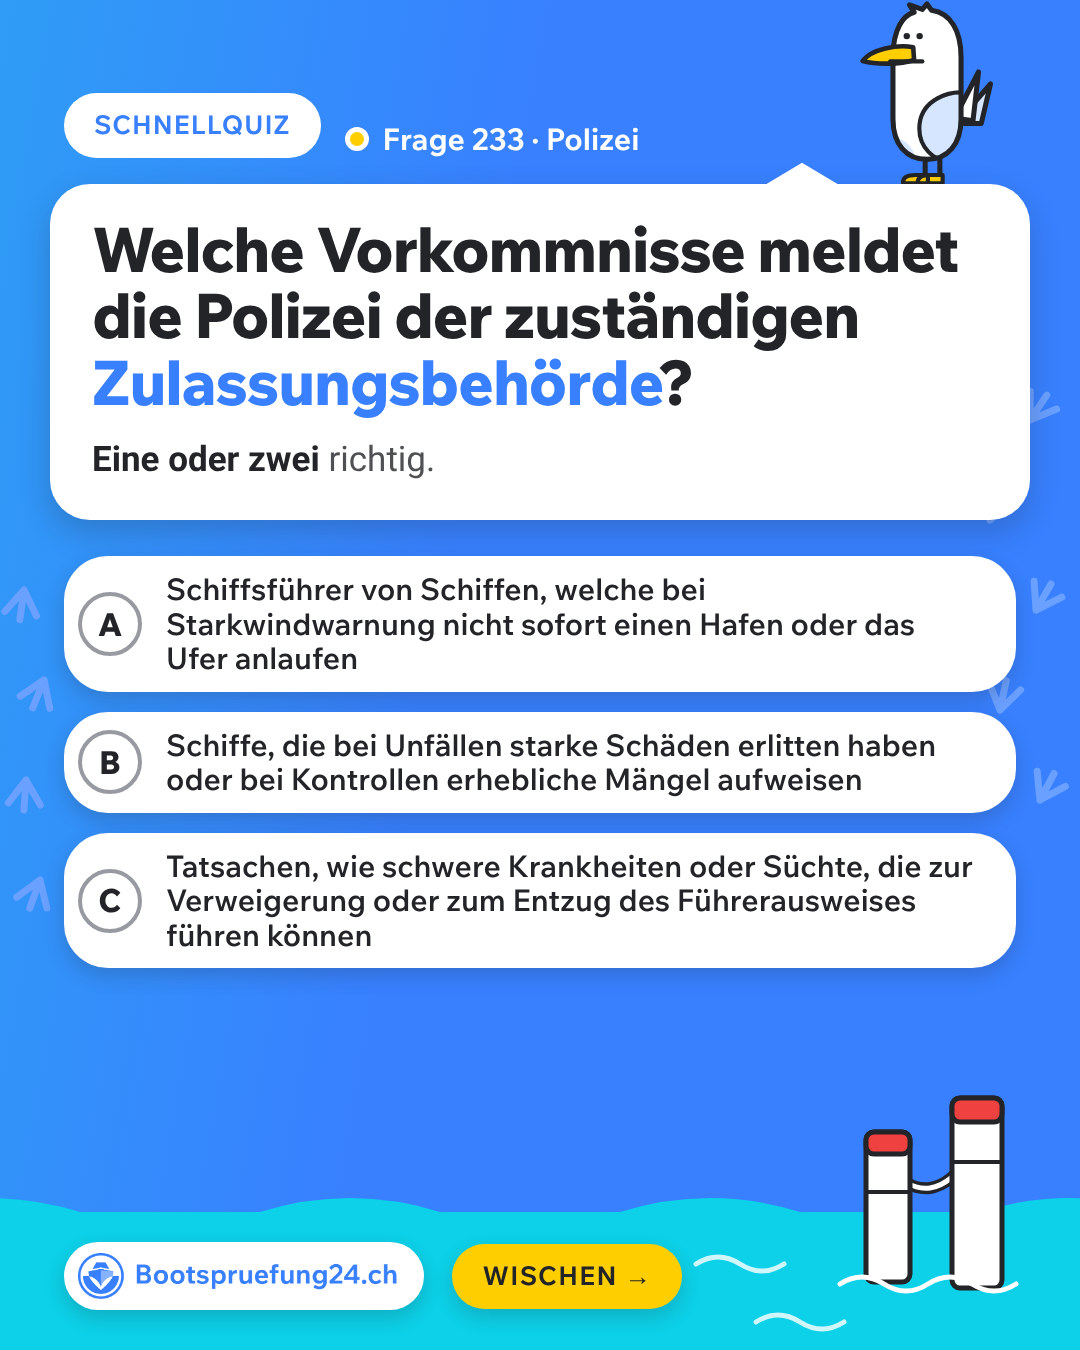 SCHNELLQUIZ
Frage 233 · Polizei
Welche Vorkommnisse meldet
die Polizei der zuständigen
Zulassungsbehörde?
Eine oder zwei richtig.
A
Schiffsführer von Schiffen, welche bei
Starkwindwarnung nicht sofort einen Hafen oder das
Ufer anlaufen
B
Schiffe, die bei Unfällen starke Schäden erlitten haben
oder bei Kontrollen erhebliche Mängel aufweisen
C
Tatsachen, wie schwere Krankheiten oder Süchte, die zur
Verweigerung oder zum Entzug des Führerausweises
führen können
Bootspruefung24.ch
WISCHEN →